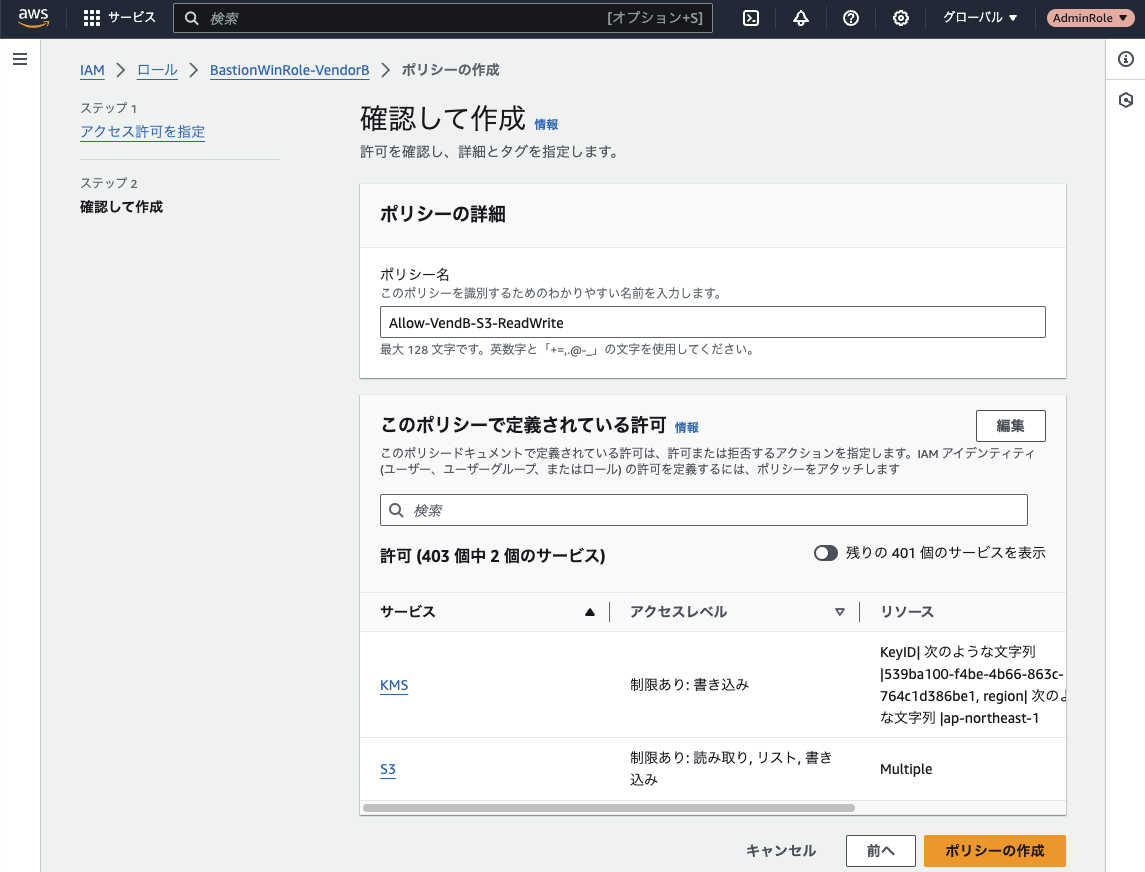 aws
サービス
検索
[オプション+S]
グローバル ▼
AdminRole ▼
IAM > ロール > BastionWinRole-VendorB > ポリシーの作成
ステップ 1
アクセス許可を指定
ステップ 2
確認して作成
確認して作成 情報
許可を確認し、詳細とタグを指定します。
ポリシーの詳細
ポリシー名
このポリシーを識別するためのわかりやすい名前を入力します。
Allow-VendB-S3-ReadWrite
最大 128 文字です。英数字と「+=,.@-_」の文字を使用してください。
このポリシーで定義されている許可 情報
編集
このポリシードキュメントで定義されている許可は、許可または拒否するアクションを指定します。IAM アイデンティティ
(ユーザー、ユーザーグループ、またはロール) の許可を定義するには、ポリシーをアタッチします
検索
許可 (403 個中 2 個のサービス)
残りの 401 個のサービスを表示
サービス
アクセスレベル
リソース
KMS
制限あり: 書き込み
KeyID| 次のような文字列
|539ba100-f4be-4b66-863c-
764c1d386be1, region| 次のよ
な文字列 |ap-northeast-1
S3
制限あり: 読み取り, リスト, 書き
込み
Multiple
キャンセル
前へ
ポリシーの作成